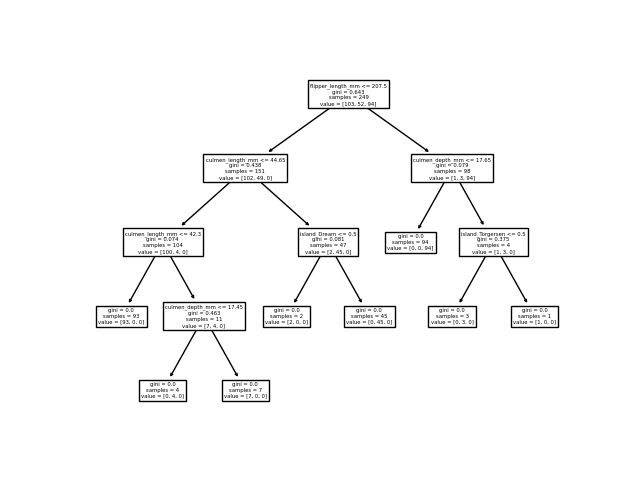 flipper_length_mm <= 207.5
gini = 0.643
samples = 249
value = [103, 52, 94]
culmen_length_mm <= 44.65
gini = 0.438
samples = 151
value = [102, 49, 0]
culmen_depth_mm <= 17.65
gini = 0.079
samples = 98
value = [1, 3, 94]
culmen_length_mm <= 42.3
gini = 0.074
samples = 104
value = [100, 4, 0]
island_Dream <= 0.5
gini = 0.081
samples = 47
value = [2, 45, 0]
gini = 0.0
samples = 94
value = [0, 0, 94]
island_Torgersen <= 0.5
gini = 0.375
samples = 4
value = [1, 3, 0]
gini = 0.0
samples = 93
value = [93, 0, 0]
culmen_depth_mm <= 17.45
gini = 0.463
samples = 11
value = [7, 4, 0]
gini = 0.0
samples = 2
value = [2, 0, 0]
gini = 0.0
samples = 45
value = [0, 45, 0]
gini = 0.0
samples = 3
value = [0, 3, 0]
gini = 0.0
samples = 1
value = [1, 0, 0]
gini = 0.0
samples = 4
value = [0, 4, 0]
gini = 0.0
samples = 7
value = [7, 0, 0]